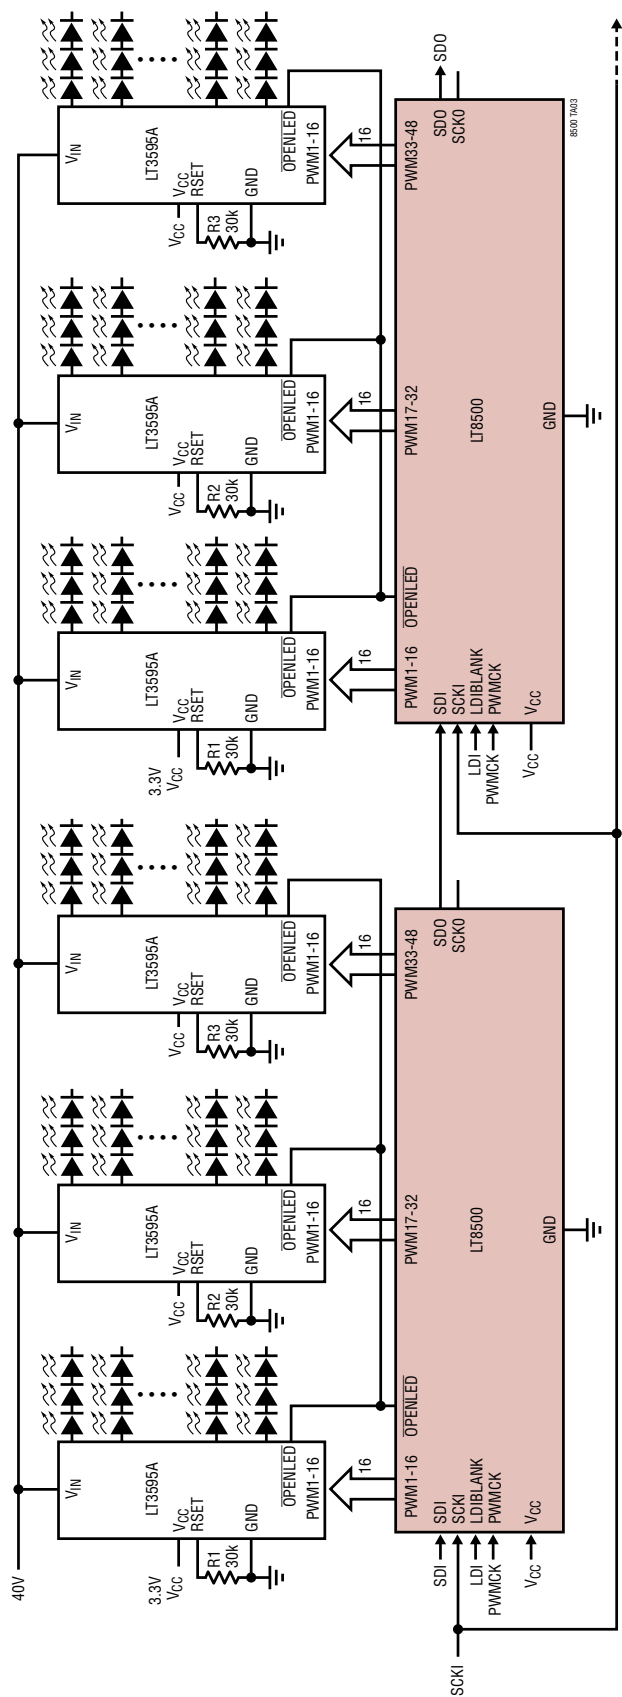 40V
VIN
LT3595A
3.3V
VCC
VCC
RSET
R1
30k
GND
OPENLED
PWM1-16
16
VIN
LT3595A
VCC
VCC
RSET
R2
30k
GND
OPENLED
PWM1-16
16
VIN
LT3595A
VCC
VCC
RSET
R3
30k
GND
OPENLED
PWM1-16
16
VIN
LT3595A
3.3V
VCC
VCC
RSET
R1
30k
GND
OPENLED
PWM1-16
16
VIN
LT3595A
VCC
VCC
RSET
R2
30k
GND
OPENLED
PWM1-16
16
VIN
LT3595A
VCC
VCC
RSET
R3
30k
GND
OPENLED
PWM1-16
16
PWM1-16
OPENLED
PWM17-32
PWM33-48
SDI
SDI
SDO
SCKI
SCKI
SCK0
LDI
LDIBLANK
LT8500
PWMCK
PWMCK
VCC
VCC
GND
PWM1-16
OPENLED
PWM17-32
PWM33-48
SDI
SDO
SDO
SCKI
SCK0
LDI
LDIBLANK
LT8500
PWMCK
PWMCK
VCC
VCC
GND
8500 TA03